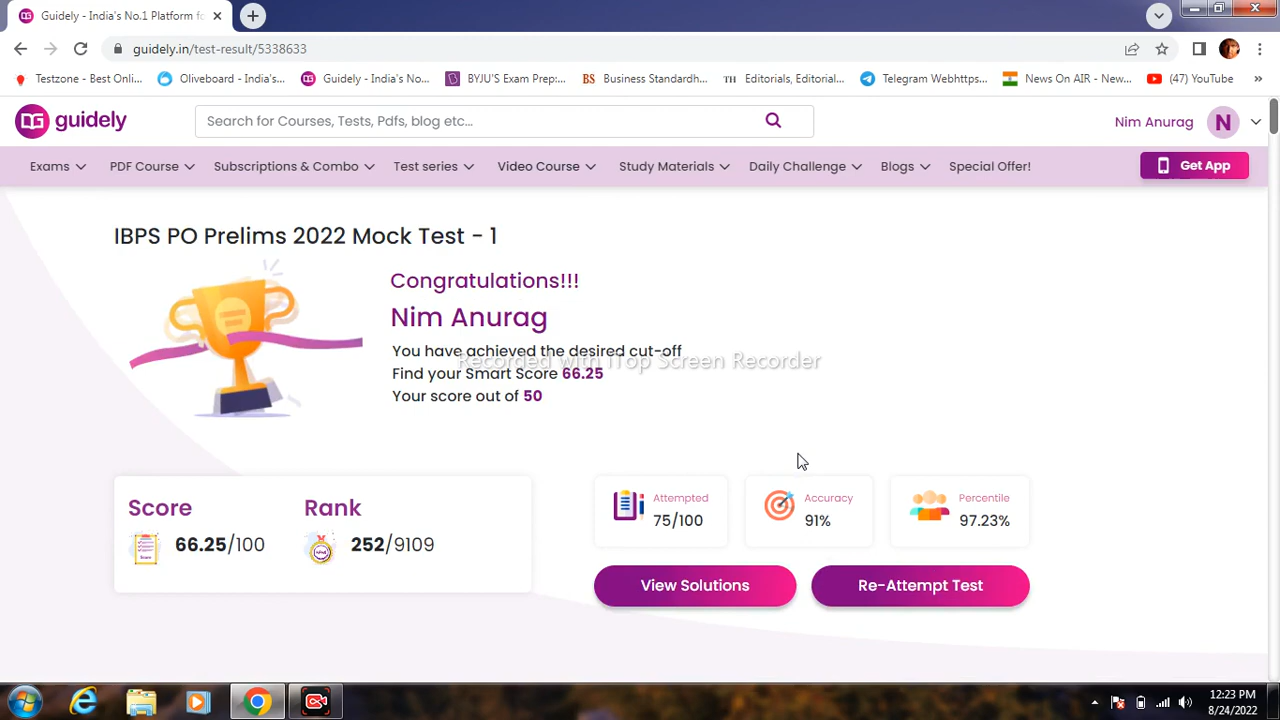 Guidely - India's No.1 Platform fo
guidely.in/test-result/5338633
Testzone - Best Onli...
Oliveboard - India's...
Guidely - India's No...
BYJU'S Exam Prep:...
BS Business Standardh...
TH Editorials, Editorial...
Telegram Webhttps...
News On AIR - New...
(47) YouTube
»
guidely
Search for Courses, Tests, Pdfs, blog etc...
Nim Anurag N
Exams
PDF Course
Subscriptions & Combo
Test series
Video Course
Study Materials
Daily Challenge
Blogs
Special Offer!
Get App
IBPS PO Prelims 2022 Mock Test - 1
Congratulations!!!
Nim Anurag
You have achieved the desired cut-off
Recorded with iTop Screen Recorder
Find your Smart Score 66.25
Your score out of 50
Score
66.25/100
Rank
252/9109
Attempted
75/100
Accuracy
91%
Percentile
97.23%
View Solutions
Re-Attempt Test
12:23 PM
8/24/2022